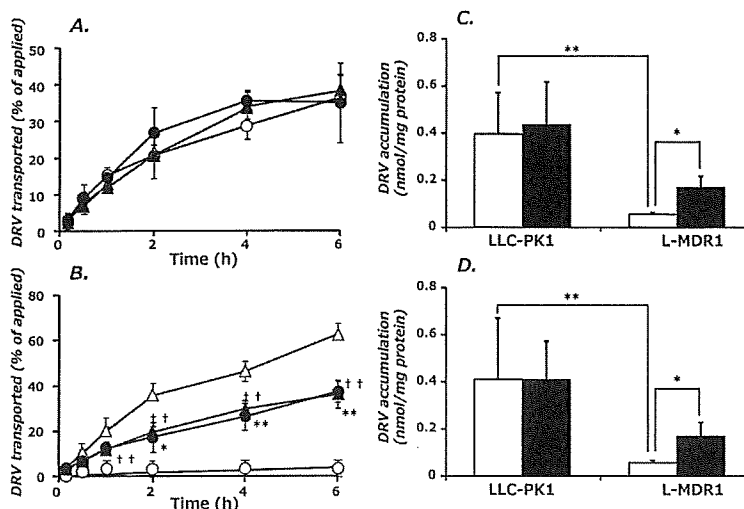 A.
DRV transported (% of applied)
50
40
30
20
10
0
0
2
4
6
Time (h)
B.
DRV transported (% of applied)
80
60
40
20
0
0
2
4
6
† †
‡ ‡
*
‡ ‡
**
† †
**
Time (h)
C.
DRV accumulation
(nmol/mg protein)
0.8
0.6
0.4
0.2
0
**
*
LLC-PK1
L-MDR1
D.
DRV accumulation
(nmol/mg protein)
0.8
0.6
0.4
0.2
0
**
*
LLC-PK1
L-MDR1